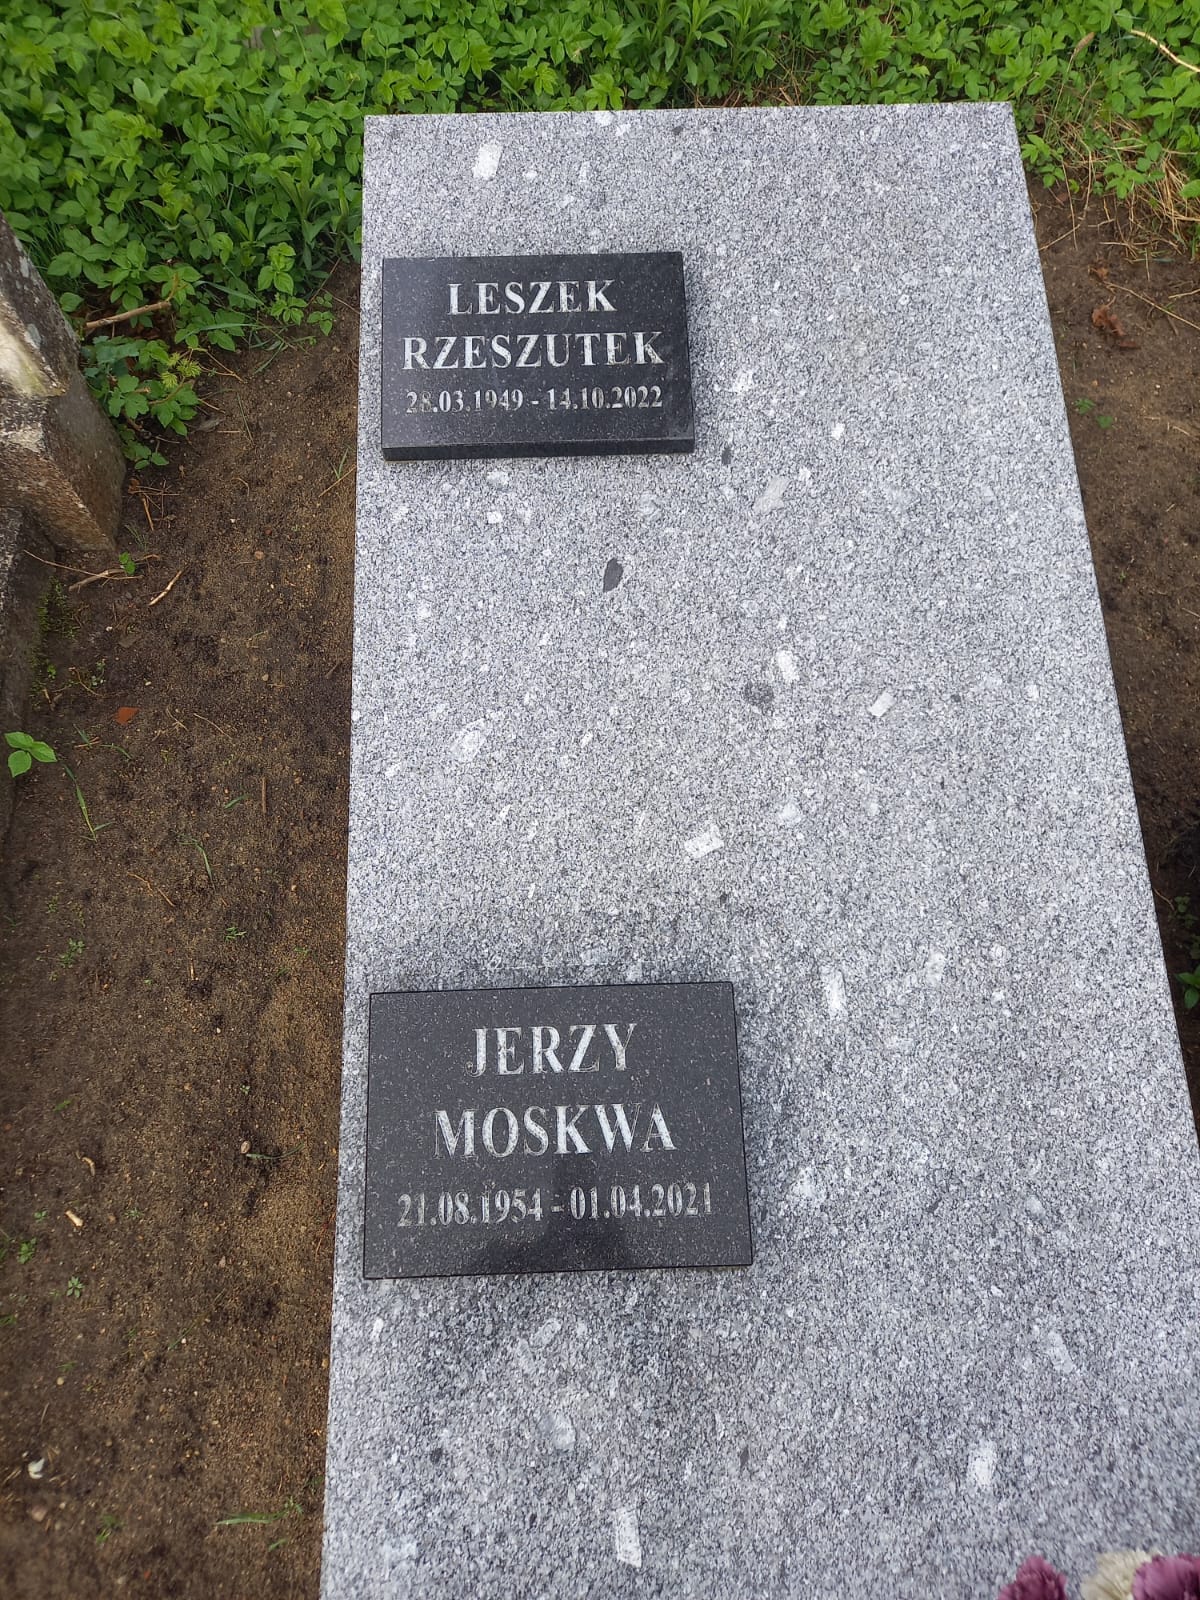 LESZEK
RZESZUTEK
28.03.1949 - 14.10.2022
JERZY
MOSKWA
21.08.1954 - 01.04.2021